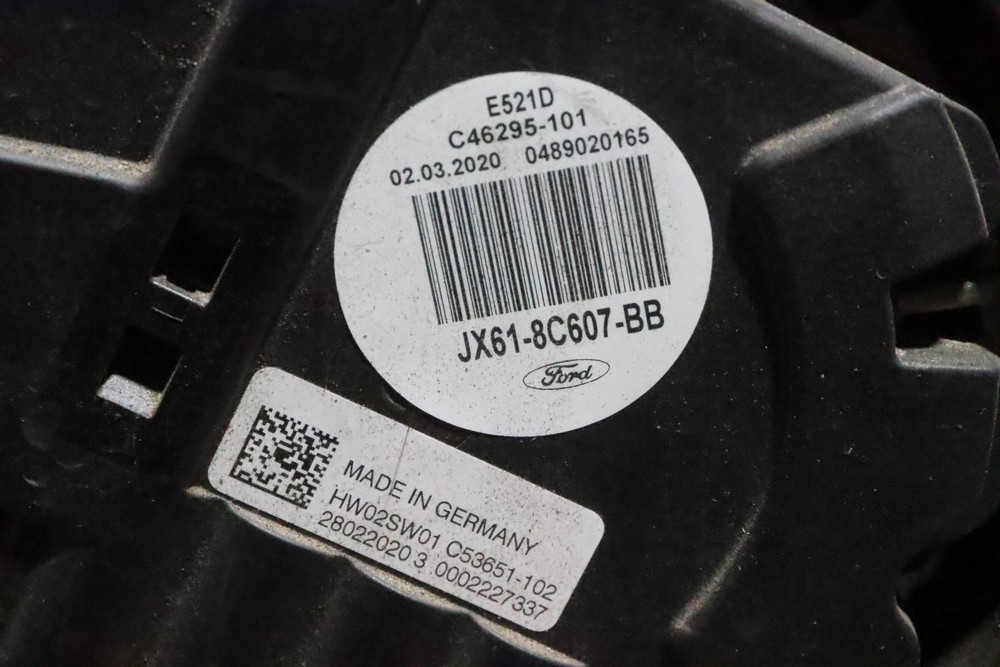 E521D
C46295-101
02.03.2020 0489020165
JX61-8C607-BB
Ford
MADE IN GERMANY
HW02SW01 C53651-102
28022020 3 0002227337